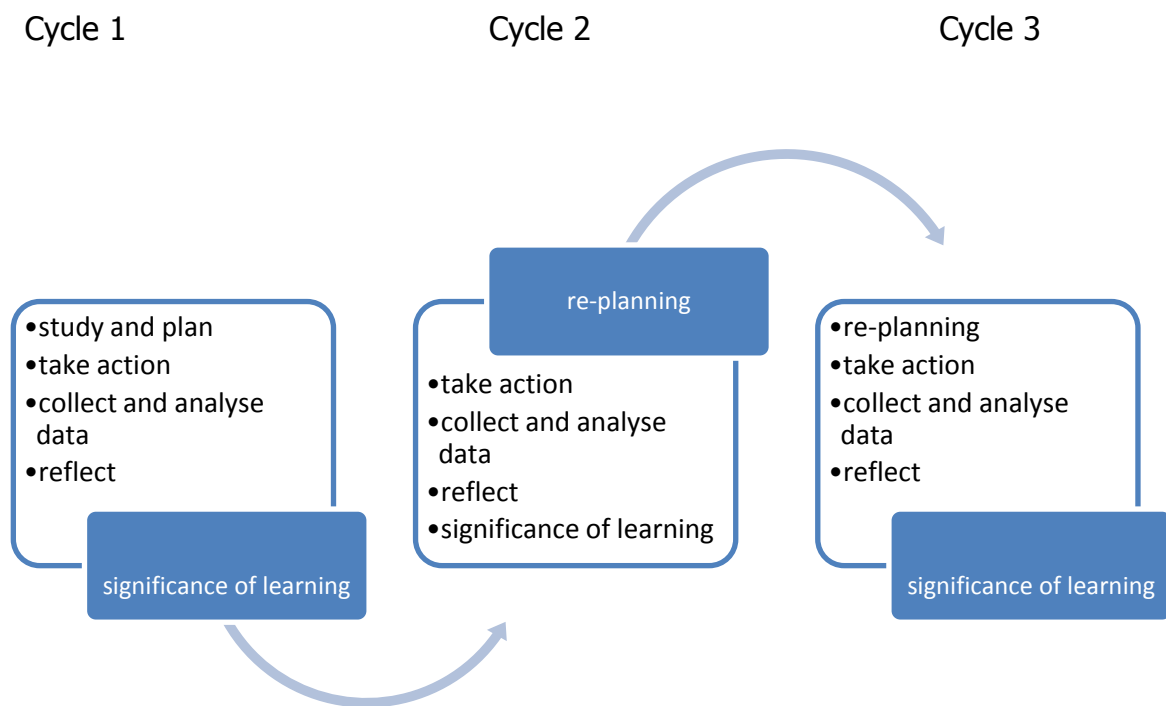 Cycle 1
Cycle 2
Cycle 3
•study and plan
•take action
•collect and analyse
data
•reflect
significance of learning
re-planning
•take action
•collect and analyse
data
•reflect
•significance of learning
•re-planning
•take action
•collect and analyse
data
•reflect
significance of learning